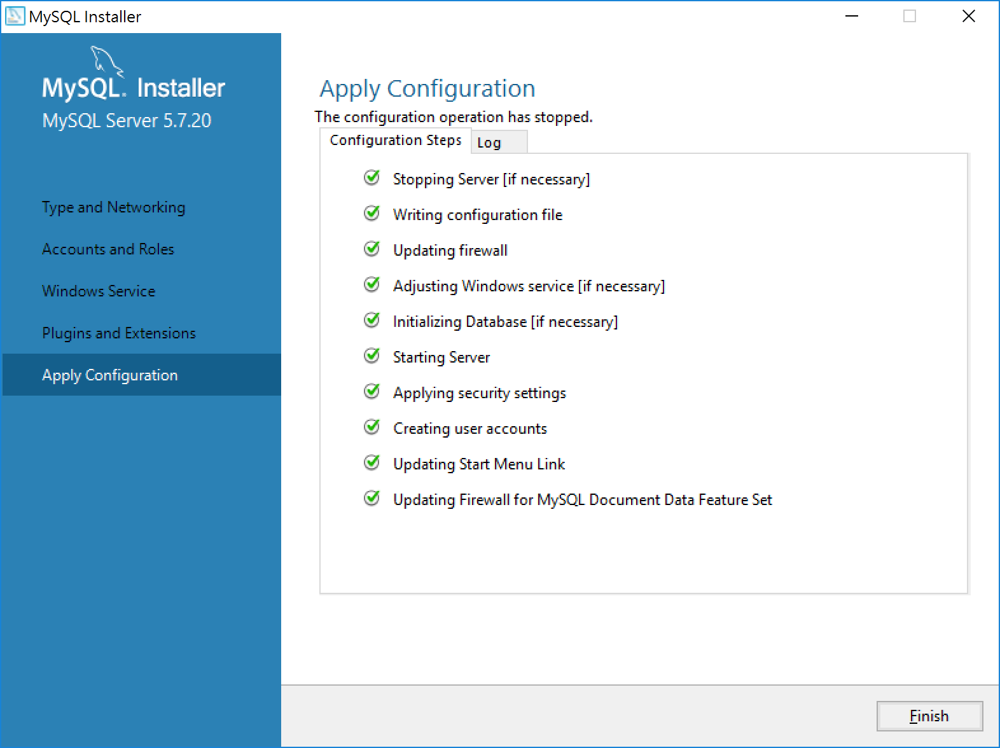 MySQL Installer
MySQL. Installer
MySQL Server 5.7.20
Type and Networking
Accounts and Roles
Windows Service
Plugins and Extensions
Apply Configuration
Apply Configuration
The configuration operation has stopped.
Configuration Steps
Log
Stopping Server [if necessary]
Writing configuration file
Updating firewall
Adjusting Windows service [if necessary]
Initializing Database [if necessary]
Starting Server
Applying security settings
Creating user accounts
Updating Start Menu Link
Updating Firewall for MySQL Document Data Feature Set
Finish